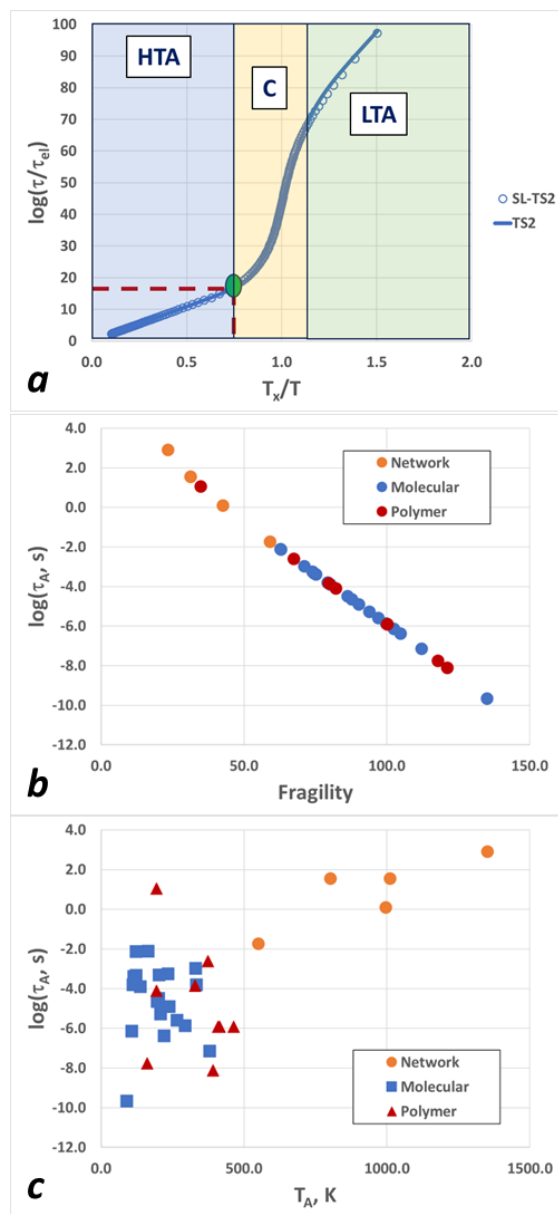 100
90
80
70
60
50
40
30
20
10
0
log(τ/τel)
HTA
C
LTA
SL-TS2
TS2
0.0 0.5 1.0 1.5 2.0
Tx/T
a
4.0
2.0
0.0
-2.0
-4.0
-6.0
-8.0
-10.0
-12.0
log(τA, s)
Network
Molecular
Polymer
0.0 50.0 100.0 150.0
Fragility
b
4.0
2.0
0.0
-2.0
-4.0
-6.0
-8.0
-10.0
-12.0
log(τA, s)
Network
Molecular
Polymer
0.0 500.0 1000.0 1500.0
TA, K
c